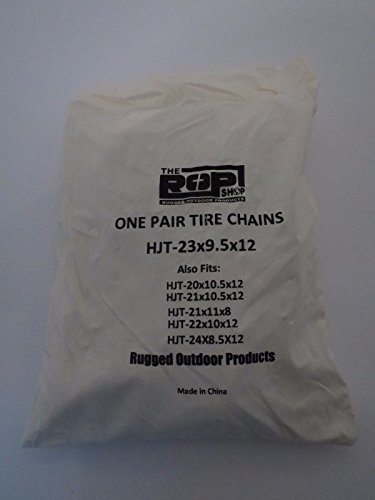 THE
ROP
SHOP
RUGGED OUTDOOR PRODUCTS
ONE PAIR TIRE CHAINS
HJT-23x9.5x12
Also Fits:
HJT-20x10.5x12
HJT-21x10.5x12
HJT-21x11x8
HJT-22x10x12
HJT-24X8.5X12
Rugged Outdoor Products
Made in China